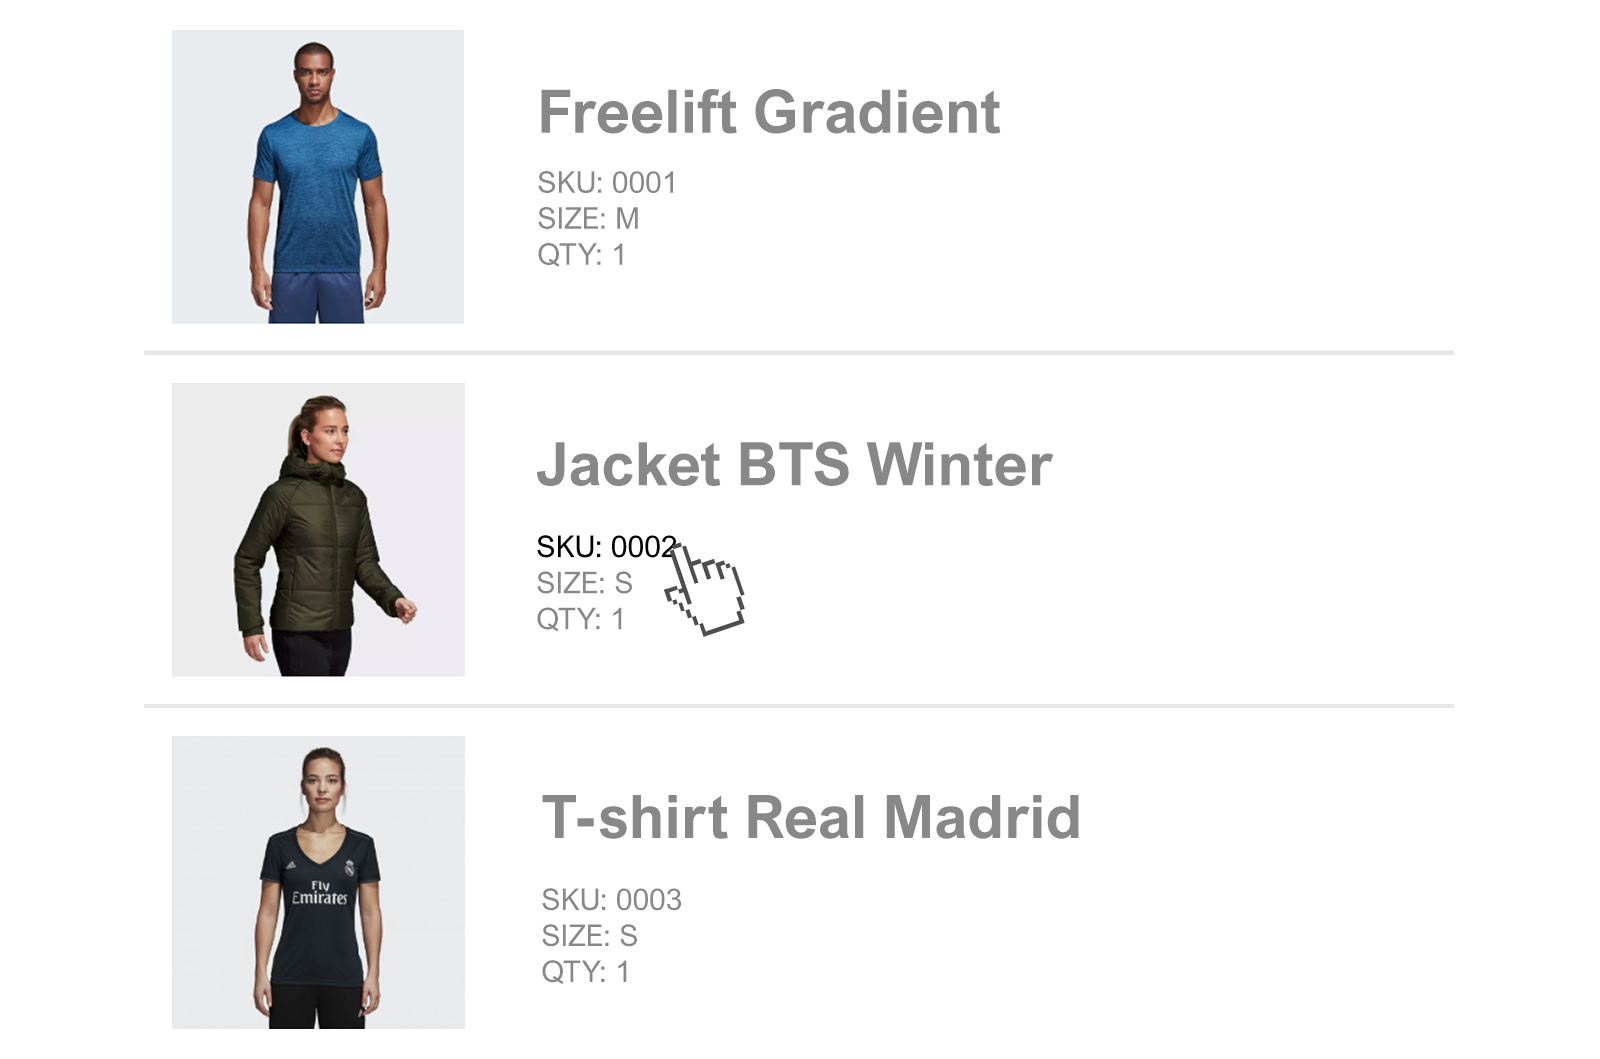 Freelift Gradient
SKU: 0001
SIZE: M
QTY: 1
Jacket BTS Winter
SKU: 0002
SIZE: S
QTY: 1
T-shirt Real Madrid
Fly
Emirates
SKU: 0003
SIZE: S
QTY: 1